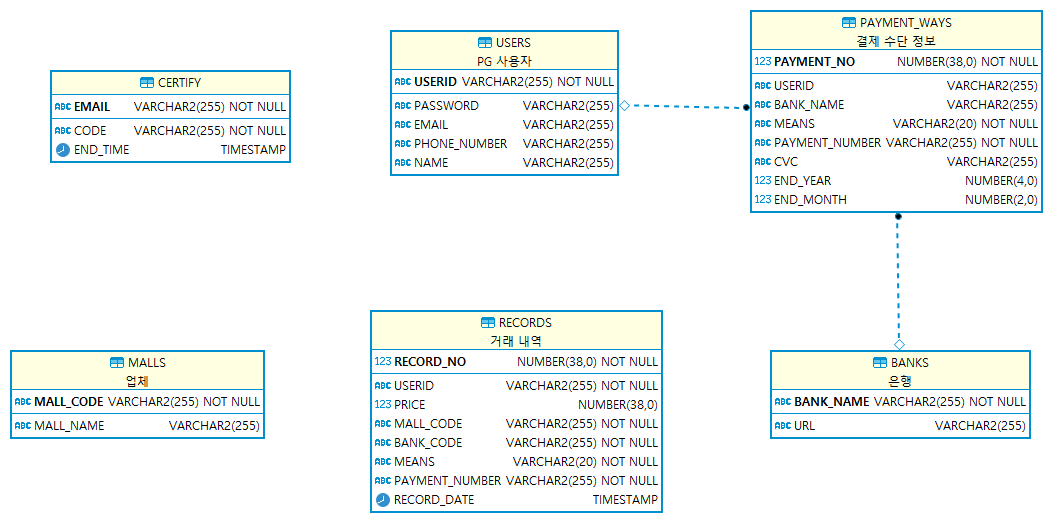 CERTIFY
ABC EMAIL VARCHAR2(255) NOT NULL
ABC CODE VARCHAR2(255) NOT NULL
END_TIME TIMESTAMP
USERS
PG 사용자
ABC USERID VARCHAR2(255) NOT NULL
ABC PASSWORD VARCHAR2(255)
ABC EMAIL VARCHAR2(255)
ABC PHONE_NUMBER VARCHAR2(255)
ABC NAME VARCHAR2(255)
PAYMENT_WAYS
결제 수단 정보
123 PAYMENT_NO NUMBER(38,0) NOT NULL
ABC USERID VARCHAR2(255)
ABC BANK_NAME VARCHAR2(255)
ABC MEANS VARCHAR2(20) NOT NULL
ABC PAYMENT_NUMBER VARCHAR2(255) NOT NULL
ABC CVC VARCHAR2(255)
123 END_YEAR NUMBER(4,0)
123 END_MONTH NUMBER(2,0)
MALLS
업체
ABC MALL_CODE VARCHAR2(255) NOT NULL
ABC MALL_NAME VARCHAR2(255)
RECORDS
거래 내역
123 RECORD_NO NUMBER(38,0) NOT NULL
ABC USERID VARCHAR2(255) NOT NULL
123 PRICE NUMBER(38,0)
ABC MALL_CODE VARCHAR2(255) NOT NULL
ABC BANK_CODE VARCHAR2(255) NOT NULL
ABC MEANS VARCHAR2(20) NOT NULL
ABC PAYMENT_NUMBER VARCHAR2(255) NOT NULL
RECORD_DATE TIMESTAMP
BANKS
은행
ABC BANK_NAME VARCHAR2(255) NOT NULL
ABC URL VARCHAR2(255)